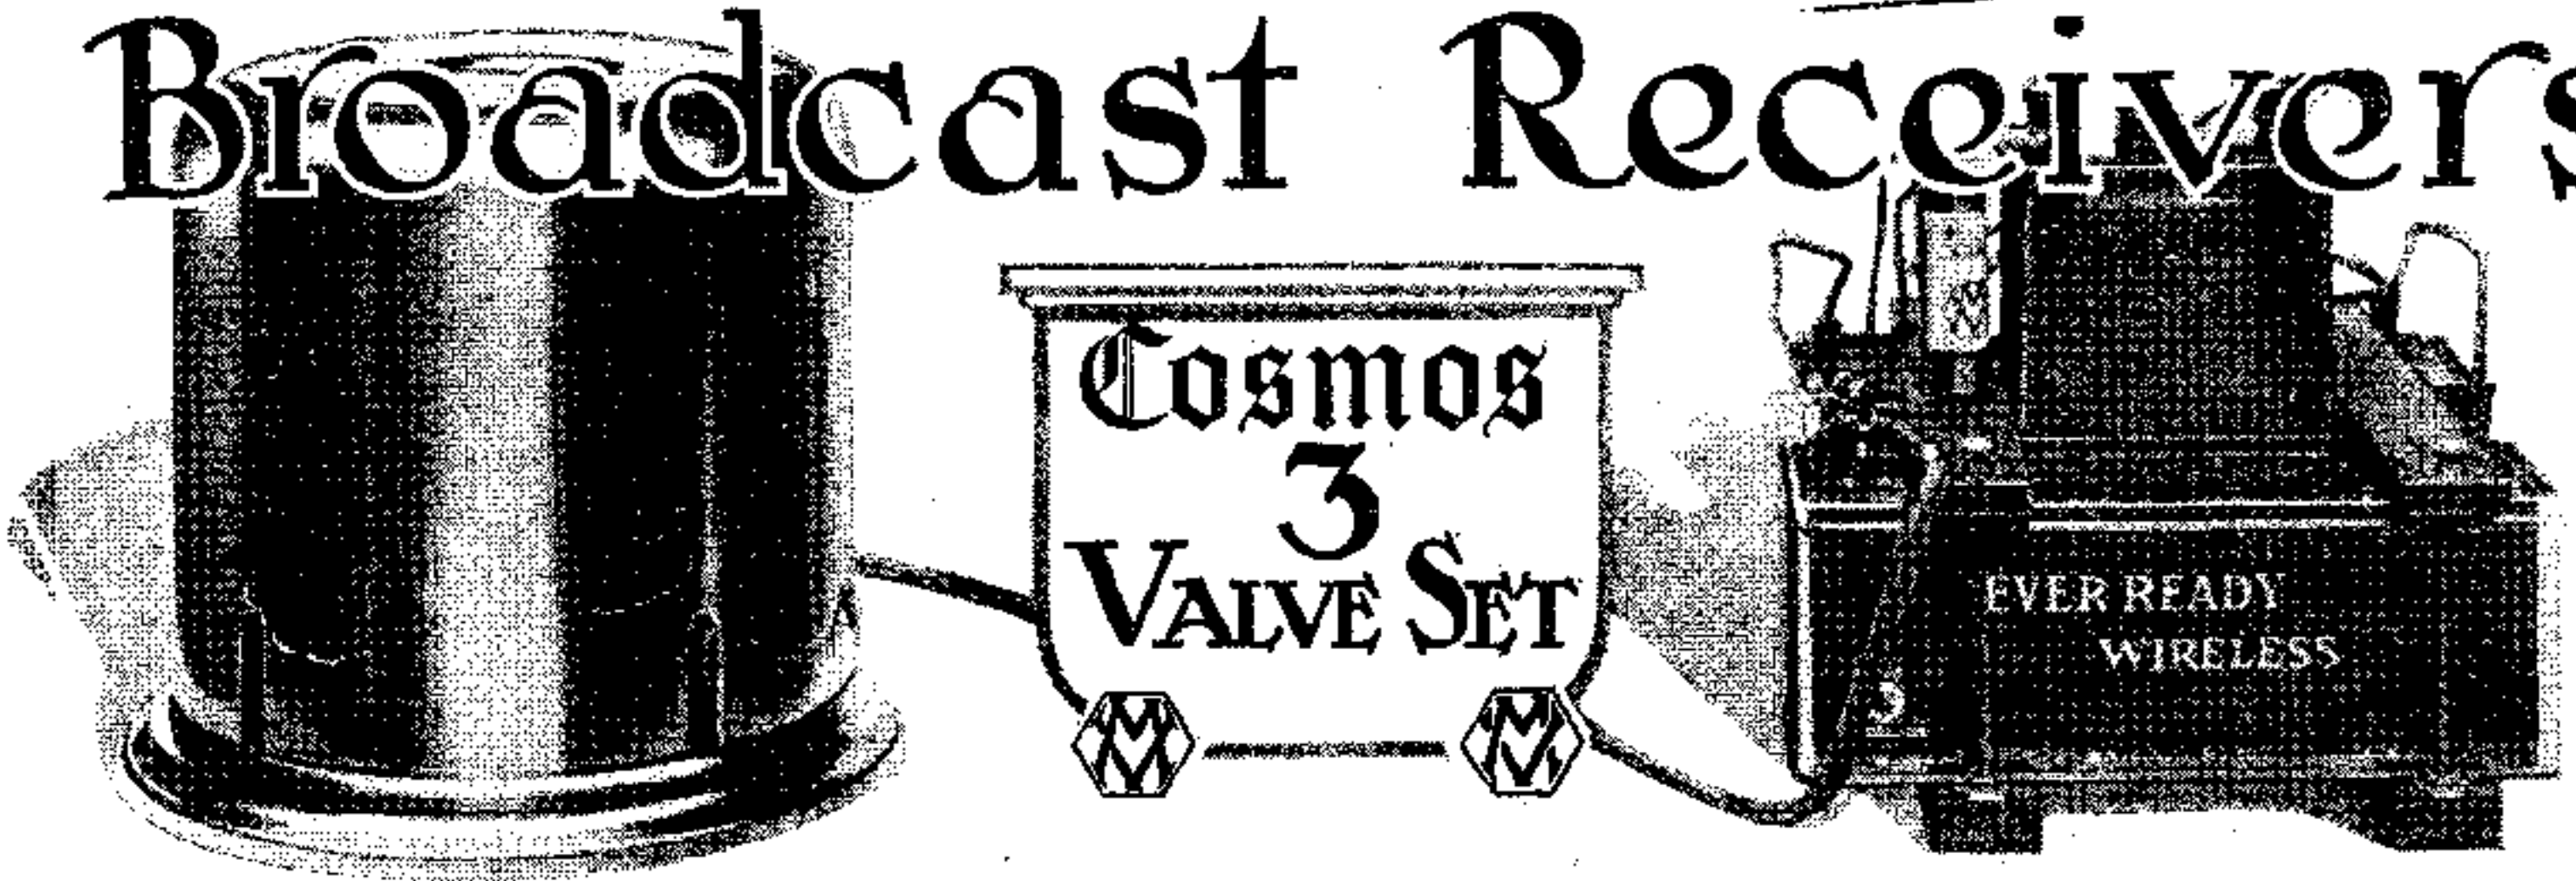 Broadcast Receivers
Cosmos
3
VALVE SET
EVER READY
WIRELESS